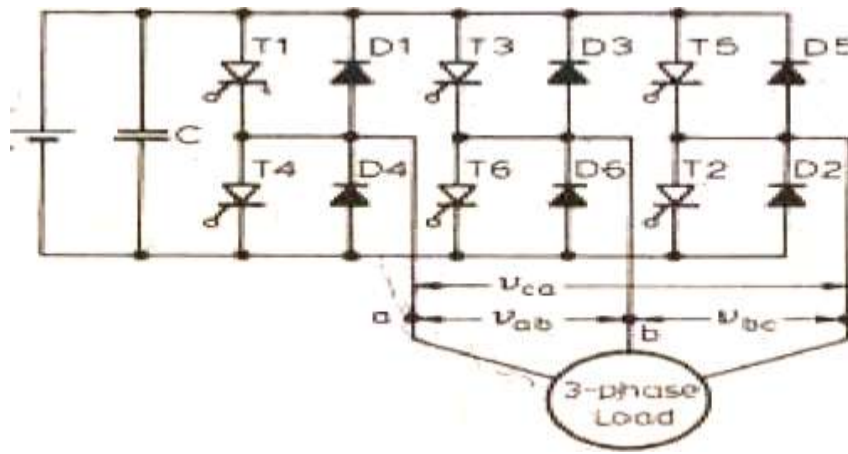 T1 D1 T3 D3 T5 D5
C
T4 D4 T6 D6 T2 D2
v_ca
a v_ab b v_bc
3-phase
Load